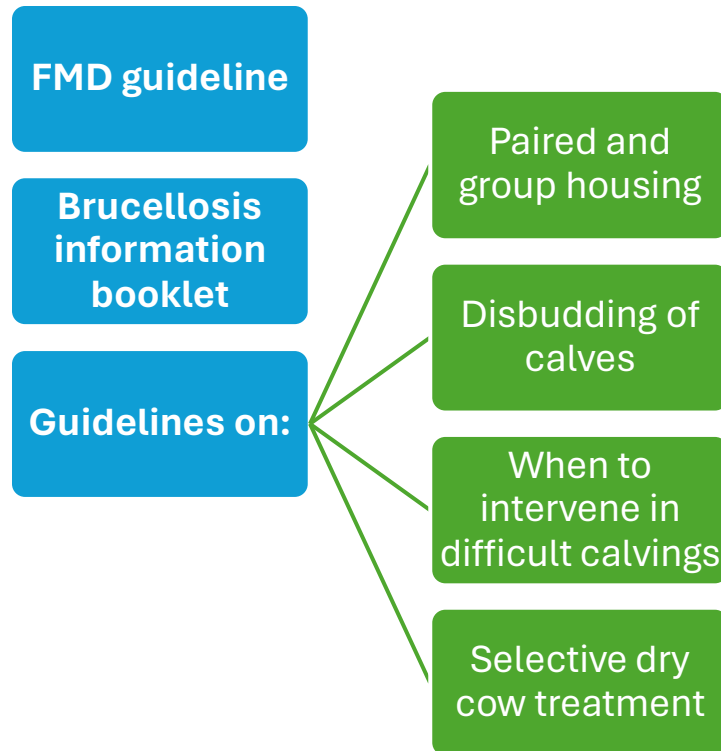 FMD guideline
Brucellosis
information
booklet
Guidelines on:
Paired and
group housing
Disbudding of
calves
When to
intervene in
difficult calvings
Selective dry
cow treatment